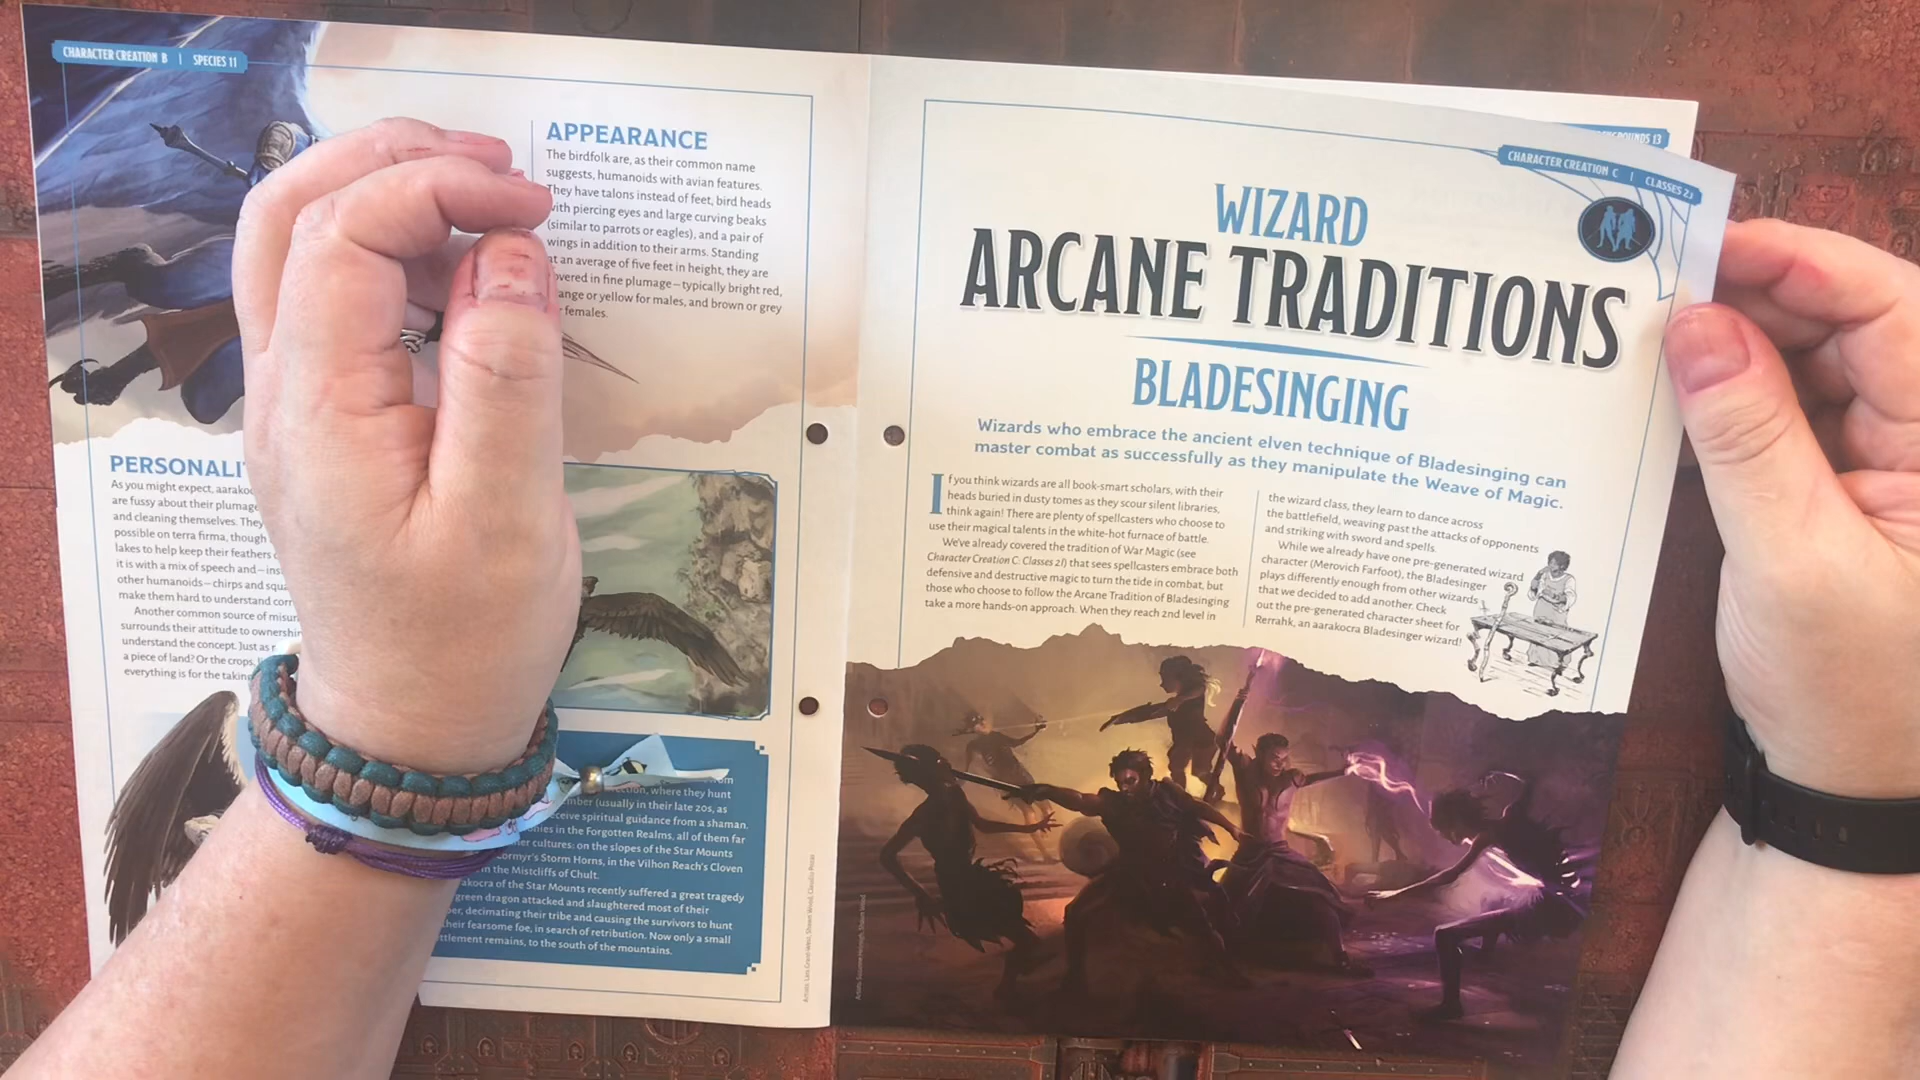 CHARACTER CREATION B | SPECIES 11
APPEARANCE
The birdfolk are, as their common name
suggests, humanoids with avian features.
They have talons instead of feet, bird heads
with piercing eyes and large curving beaks
(similar to parrots or eagles), and a pair of
wings in addition to their arms. Standing
at an average of five feet in height, they are
covered in fine plumage – typically bright red,
orange or yellow for males, and brown or grey
females.
PERSONALI
As you might expect, aarakoc
are fussy about their plumage
and cleaning themselves. They
possible on terra firma, though
lakes to help keep their feathers
it is with a mix of speech and – ins
other humanoids – chirps and squa
make them hard to understand corr
Another common source of misun
surrounds their attitude to ownership
understand the concept. Just as
a piece of land? Or the crops,
everything is for the taking
where they hunt
(usually in their late 20s, as
receive spiritual guidance from a shaman.
in the Forgotten Realms, all of them far
cultures: on the slopes of the Star Mounts
Cormyr's Storm Horns, in the Vilhon Reach's Cloven
in the Mistcliffs of Chult.
akocra of the Star Mounts recently suffered a great tragedy
green dragon attacked and slaughtered most of their
decimating their tribe and causing the survivors to hunt
their fearsome foe, in search of retribution. Now only a small
ttlement remains, to the south of the mountains.
13
CHARACTER CREATION C | CLASSES 23
WIZARD
ARCANE TRADITIONS
BLADESINGING
Wizards who embrace the ancient elven technique of Bladesinging can
master combat as successfully as they manipulate the Weave of Magic.
If you think wizards are all book-smart scholars, with their
heads buried in dusty tomes as they scour silent libraries,
think again! There are plenty of spellcasters who choose to
use their magical talents in the white-hot furnace of battle.
We've already covered the tradition of War Magic (see
Character Creation C: Classes 21) that sees spellcasters embrace both
defensive and destructive magic to turn the tide in combat, but
those who choose to follow the Arcane Tradition of Bladesinging
take a more hands-on approach. When they reach 2nd level in
the wizard class, they learn to dance across
the battlefield, weaving past the attacks of opponents
and striking with sword and spells.
While we already have one pre-generated wizard
character (Merovich Farfoot), the Bladesinger
plays differently enough from other wizards
that we decided to add another. Check
out the pre-generated character sheet for
Rerrahk, an aarakocra Bladesinger wizard!